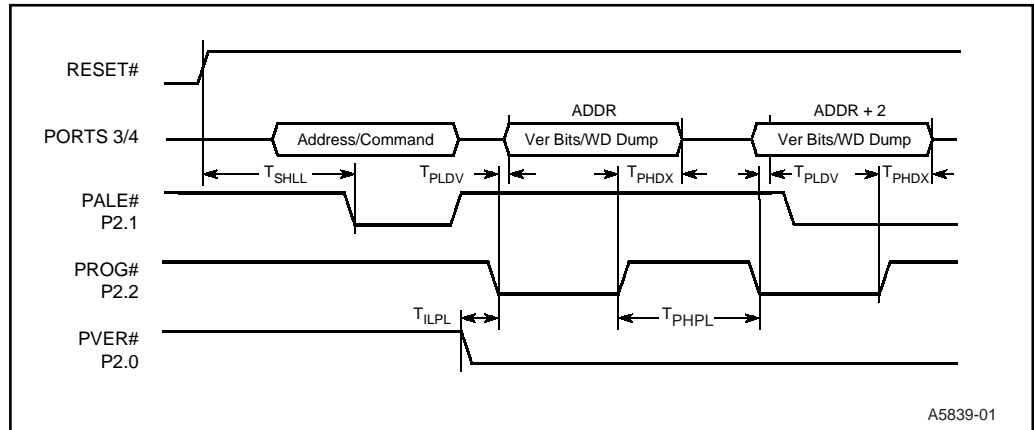 RESET#
ADDR
ADDR + 2
PORTS 3/4
Address/Command
Ver Bits/WD Dump
Ver Bits/WD Dump
TSHLL
TPLDV
TPHDX
TPLDV
TPHDX
PALE#
P2.1
PROG#
P2.2
TILPL
TPHPL
PVER#
P2.0
A5839-01